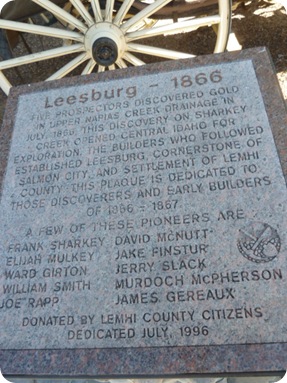 Leesburg - 1866
FIVE PROSPECTORS DISCOVERED GOLD
IN UPPER NAPIAS CREEK DRAINAGE IN
JULY 1866. THIS DISCOVERY ON SHARKEY
CREEK OPENED CENTRAL IDAHO FOR
EXPLORATION. THE BUILDERS WHO FOLLOWED
ESTABLISHED LEESBURG, CORNERSTONE OF
SALMON CITY, AND SETTLEMENT OF LEMHI
COUNTY. THIS PLAQUE IS DEDICATED TO
THOSE DISCOVERERS AND EARLY BUILDERS
OF 1866 - 1867.
A FEW OF THESE PIONEERS ARE
FRANK SHARKEY DAVID MCNUTT
ELIJAH MULKEY JAKE FINSTUR
WARD GIRTON JERRY SLACK
WILLIAM SMITH MURDOCH MCPHERSON
JOE RAPP JAMES GEREAUX
DONATED BY LEMHI COUNTY CITIZENS
DEDICATED JULY, 1996